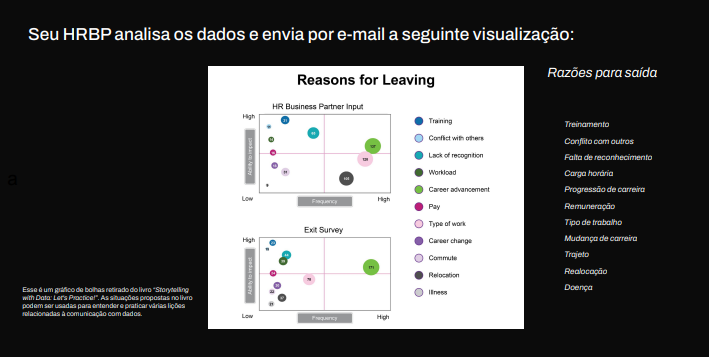 Seu HRBP analisa os dados e envia por e-mail a seguinte visualização:
Reasons for Leaving
HR Business Partner Input
High
Ability to impact
Low
Frequency
High
Exit Survey
High
Ability to impact
Low
Frequency
High
Training
Conflict with others
Lack of recognition
Workload
Career advancement
Pay
Type of work
Career change
Commute
Relocation
Illness
Razões para saída
Treinamento
Conflito com outros
Falta de reconhecimento
Carga horária
Progressão de carreira
Remuneração
Tipo de trabalho
Mudança de carreira
Trajeto
Realocação
Doença
a
Esse é um gráfico de bolhas retirado do livro “Storytelling
with Data: Let's Practice!”. As situações propostas no livro
podem ser usadas para entender e praticar várias lições
relacionadas à comunicação com dados.